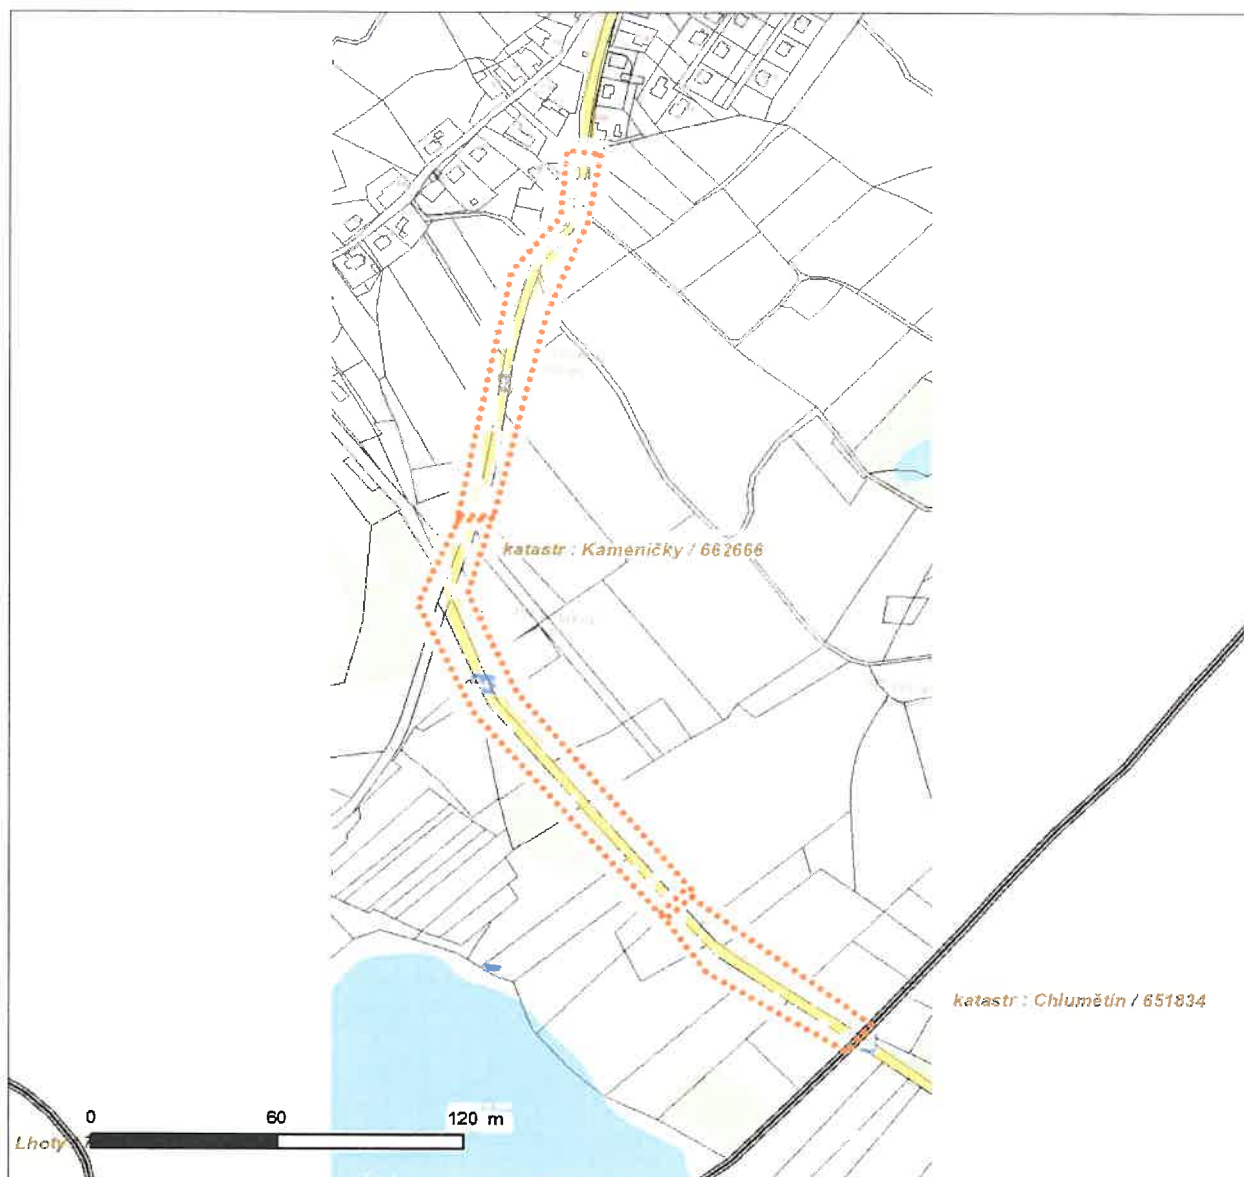 katastr : Kameničky / 662666
katastr : Chlumětín / 651834
0 60 120 m
Lhoty